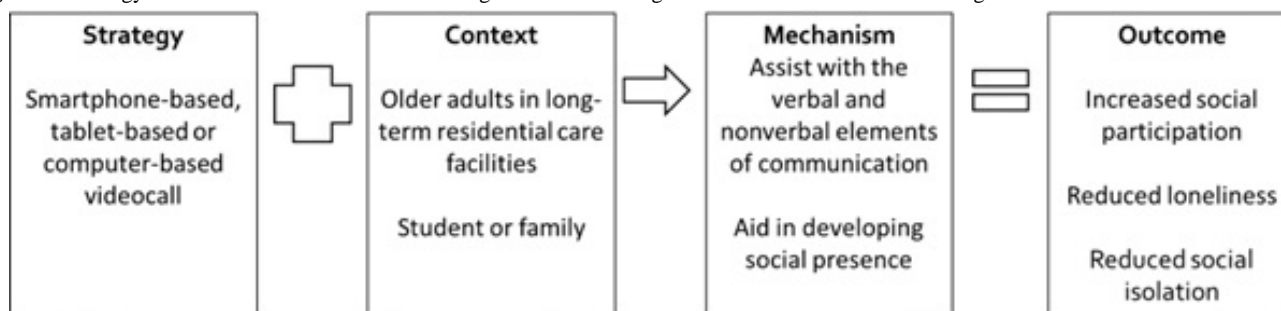 Strategy
Smartphone-based,
tablet-based or
computer-based
videocall
Context
Older adults in long-
term residential care
facilities
Student or family
Mechanism
Assist with the
verbal and
nonverbal elements
of communication
Aid in developing
social presence
Outcome
Increased social
participation
Reduced loneliness
Reduced social
isolation